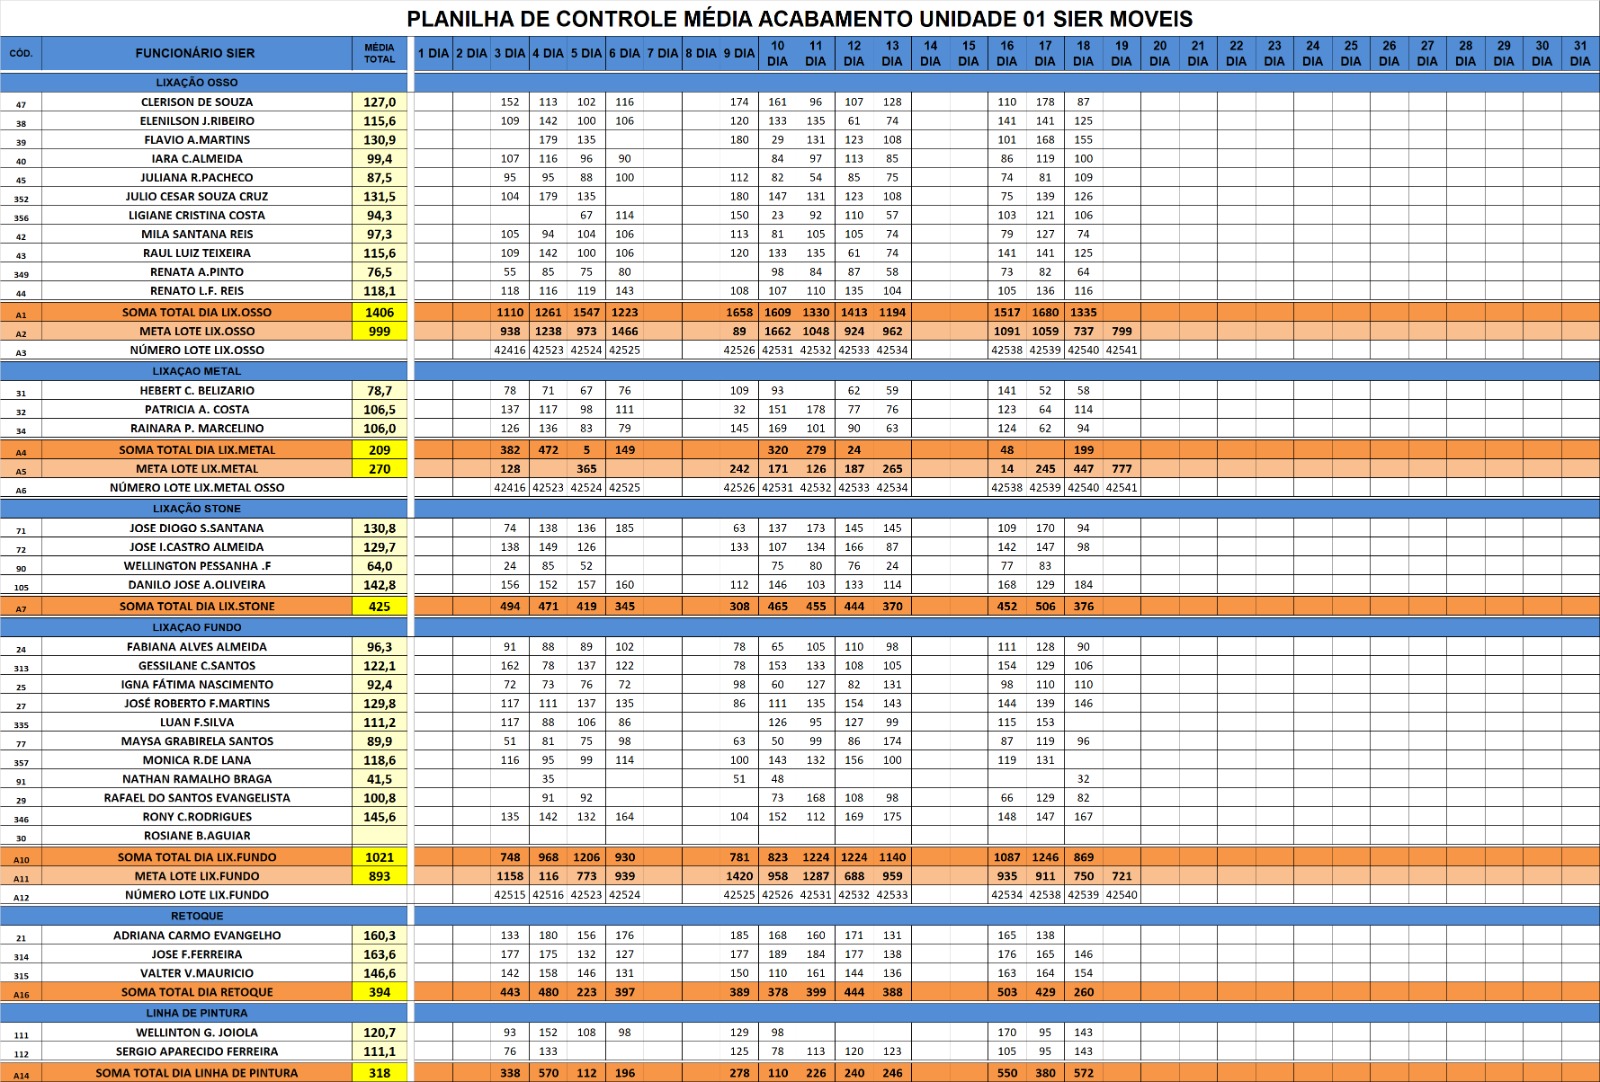 PLANILHA DE CONTROLE MÉDIA ACABAMENTO UNIDADE 01 SIER MOVEIS
CÓD. FUNCIONÁRIO SIER MÉDIA TOTAL 1 DIA 2 DIA 3 DIA 4 DIA 5 DIA 6 DIA 7 DIA 8 DIA 9 DIA 10 DIA 11 DIA 12 DIA 13 DIA 14 DIA 15 DIA 16 DIA 17 DIA 18 DIA 19 DIA 20 DIA 21 DIA 22 DIA 23 DIA 24 DIA 25 DIA 26 DIA 27 DIA 28 DIA 29 DIA 30 DIA 31 DIA
LIXAÇÃO OSSO
47 CLERISON DE SOUZA 127,0 152 113 102 116 174 161 96 107 128 110 178 87
38 ELENILSON J.RIBEIRO 115,6 109 142 100 106 120 133 135 61 74 141 141 125
39 FLAVIO A.MARTINS 130,9 179 135 180 29 131 123 108 101 168 155
40 IARA C.ALMEIDA 99,4 107 116 96 90 84 97 113 85 86 119 100
45 JULIANA R.PACHECO 87,5 95 95 88 100 112 82 54 85 75 74 81 109
352 JULIO CESAR SOUZA CRUZ 131,5 104 179 135 180 147 131 123 108 75 139 126
356 LIGIANE CRISTINA COSTA 94,3 67 114 150 23 92 110 57 103 121 106
42 MILA SANTANA REIS 97,3 105 94 104 106 113 81 105 105 74 79 127 74
43 RAUL LUIZ TEIXEIRA 115,6 109 142 100 106 120 133 135 61 74 141 141 125
349 RENATA A.PINTO 76,5 55 85 75 80 98 84 87 58 73 82 64
44 RENATO L.F. REIS 118,1 118 116 119 143 108 107 110 135 104 105 136 116
A1 SOMA TOTAL DIA LIX.OSSO 1406 1110 1261 1547 1223 1658 1609 1330 1413 1194 1517 1680 1335
A2 META LOTE LIX.OSSO 999 938 1238 973 1466 89 1662 1048 924 962 1091 1059 737 799
A3 NÚMERO LOTE LIX.OSSO 42416 42523 42524 42525 42526 42531 42532 42533 42534 42538 42539 42540 42541
LIXAÇAO METAL
31 HEBERT C. BELIZARIO 78,7 78 71 67 76 109 93 62 59 141 52 58
32 PATRICIA A. COSTA 106,5 137 117 98 111 32 151 178 77 76 123 64 114
34 RAINARA P. MARCELINO 106,0 126 136 83 79 145 169 101 90 63 124 62 94
A4 SOMA TOTAL DIA LIX.METAL 209 382 472 5 149 320 279 24 48 199
A5 META LOTE LIX.METAL 270 128 365 242 171 126 187 265 14 245 447 777
A6 NÚMERO LOTE LIX.METAL OSSO 42416 42523 42524 42525 42526 42531 42532 42533 42534 42538 42539 42540 42541
LIXAÇÃO STONE
71 JOSE DIOGO S.SANTANA 130,8 74 138 136 185 63 137 173 145 145 109 170 94
72 JOSE I.CASTRO ALMEIDA 129,7 138 149 126 133 107 134 166 87 142 147 98
90 WELLINGTON PESSANHA .F 64,0 24 85 52 75 80 76 24 77 83
105 DANILO JOSE A.OLIVEIRA 142,8 156 152 157 160 112 146 103 133 114 168 129 184
A7 SOMA TOTAL DIA LIX.STONE 425 494 471 419 345 308 465 455 444 370 452 506 376
LIXAÇAO FUNDO
24 FABIANA ALVES ALMEIDA 96,3 91 88 89 102 78 65 105 110 98 111 128 90
313 GESSILANE C.SANTOS 122,1 162 78 137 122 78 153 133 108 105 154 129 106
25 IGNA FÁTIMA NASCIMENTO 92,4 72 73 76 72 98 60 127 82 131 98 110 110
27 JOSÉ ROBERTO F.MARTINS 129,8 117 111 137 135 86 111 135 154 143 144 139 146
335 LUAN F.SILVA 111,2 117 88 106 86 126 95 127 99 115 153
77 MAYSA GRABIRELA SANTOS 89,9 51 81 75 98 63 50 99 86 174 87 119 96
357 MONICA R.DE LANA 118,6 116 95 99 114 100 143 132 156 100 119 131
91 NATHAN RAMALHO BRAGA 41,5 35 51 48 32
29 RAFAEL DO SANTOS EVANGELISTA 100,8 91 92 73 168 108 98 66 129 82
346 RONY C.RODRIGUES 145,6 135 142 132 164 104 152 112 169 175 148 147 167
30 ROSIANE B.AGUIAR
A10 SOMA TOTAL DIA LIX.FUNDO 1021 748 968 1206 930 781 823 1224 1224 1140 1087 1246 869
A11 META LOTE LIX.FUNDO 893 1158 116 773 939 1420 958 1287 688 959 935 911 750 721
A12 NÚMERO LOTE LIX.FUNDO 42515 42516 42523 42524 42525 42526 42531 42532 42533 42534 42538 42539 42540
RETOQUE
21 ADRIANA CARMO EVANGELHO 160,3 133 180 156 176 185 168 160 171 131 165 138
314 JOSE F.FERREIRA 163,6 177 175 132 127 177 189 184 177 138 176 165 146
315 VALTER V.MAURICIO 146,6 142 158 146 131 150 110 161 144 136 163 164 154
A16 SOMA TOTAL DIA RETOQUE 394 443 480 223 397 389 378 399 444 388 503 429 260
LINHA DE PINTURA
111 WELLINTON G. JOIOLA 120,7 93 152 108 98 129 98 170 95 143
112 SERGIO APARECIDO FERREIRA 111,1 76 133 125 78 113 120 123 105 95 143
A14 SOMA TOTAL DIA LINHA DE PINTURA 318 338 570 112 196 278 110 226 240 246 550 380 572